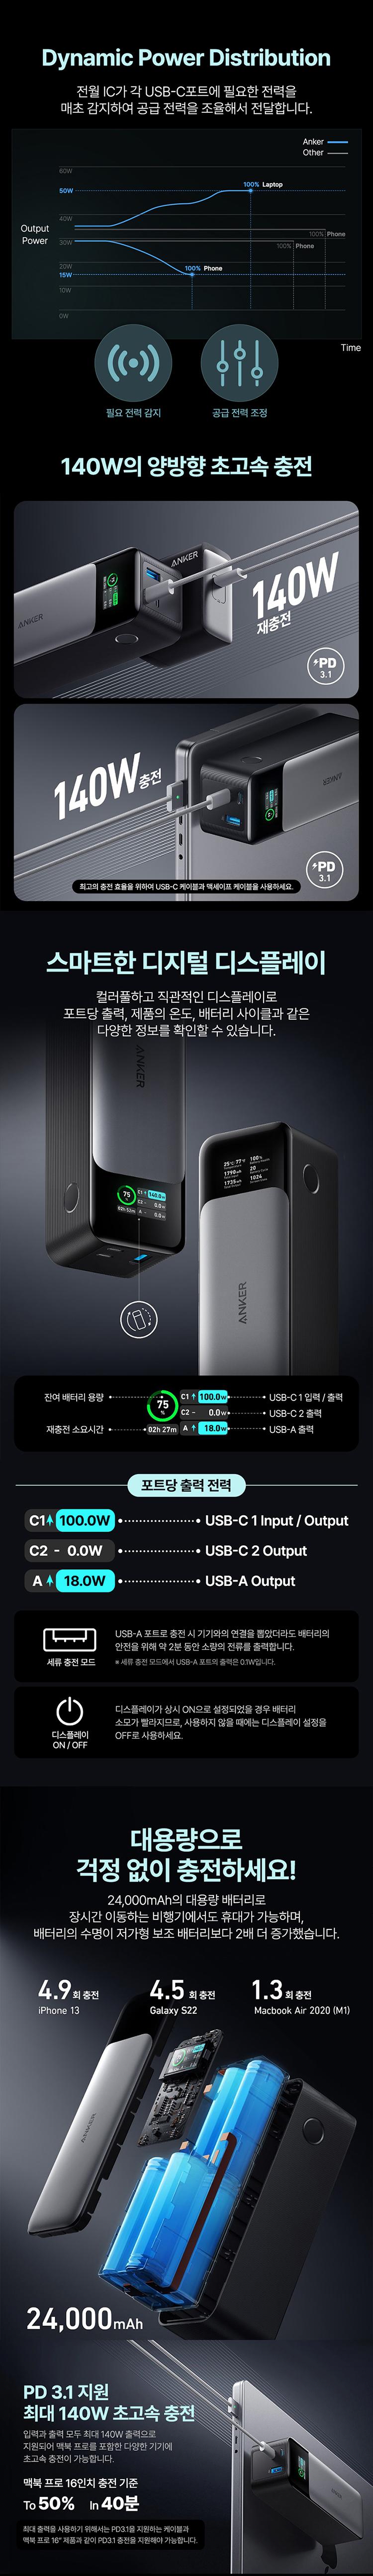 Dynamic Power Distribution
전월 IC가 각 USB-C포트에 필요한 전력을
매초 감지하여 공급 전력을 조율해서 전달합니다.
Anker
Other
60W
50W
100% Laptop
40W
Output
Power
100% Phone
30W
100% Phone
20W
100% Phone
15W
10W
0W
Time
필요 전력 감지
공급 전력 조정
140W의 양방향 초고속 충전
ANKER
ANKER
140W
재충전
PD
3.1
140W충전
ANKER
PD
3.1
최고의 충전 효율을 위하여 USB-C 케이블과 맥세이프 케이블을 사용하세요.
스마트한 디지털 디스플레이
컬러풀하고 직관적인 디스플레이로
포트당 출력, 제품의 온도, 배터리 사이클과 같은
다양한 정보를 확인할 수 있습니다.
ANKER
75
C1 140.0w
C2 - 0.0w
A - 0.0w
25°C 77°F 100%
1790wh 20
1735wh 1024
ANKER
잔여 배터리 용량
75
%
C1 100.0w
USB-C 1 입력 / 출력
C2 - 0.0w
USB-C 2 출력
재충전 소요시간
02h 27m
A 18.0w
USB-A 출력
포트당 출력 전력
C1 100.0W
USB-C 1 Input / Output
C2 - 0.0W
USB-C 2 Output
A 18.0W
USB-A Output
세류 충전 모드
USB-A 포트로 충전 시 기기와의 연결을 뽑았더라도 배터리의
안전을 위해 약 2분 동안 소량의 전류를 출력합니다.
※ 세류 충전 모드에서 USB-A 포트의 출력은 0.1W입니다.
디스플레이
ON / OFF
디스플레이가 상시 ON으로 설정되었을 경우 배터리
소모가 빨라지므로, 사용하지 않을 때에는 디스플레이 설정을
OFF로 사용하세요.
대용량으로
걱정 없이 충전하세요!
24,000mAh의 대용량 배터리로
장시간 이동하는 비행기에서도 휴대가 가능하며,
배터리의 수명이 저가형 보조 배터리보다 2배 더 증가했습니다.
4.9 회 충전
iPhone 13
4.5 회 충전
Galaxy S22
1.3 회 충전
Macbook Air 2020 (M1)
ANKER
24,000mAh
PD 3.1 지원
최대 140W 초고속 충전
입력과 출력 모두 최대 140W 출력으로
지원되어 맥북 프로를 포함한 다양한 기기에
초고속 충전이 가능합니다.
맥북 프로 16인치 충전 기준
To 50% In 40분
최대 출력을 사용하기 위해서는 PD3.1을 지원하는 케이블과
맥북 프로 16" 제품과 같이 PD3.1 충전을 지원해야 가능합니다.